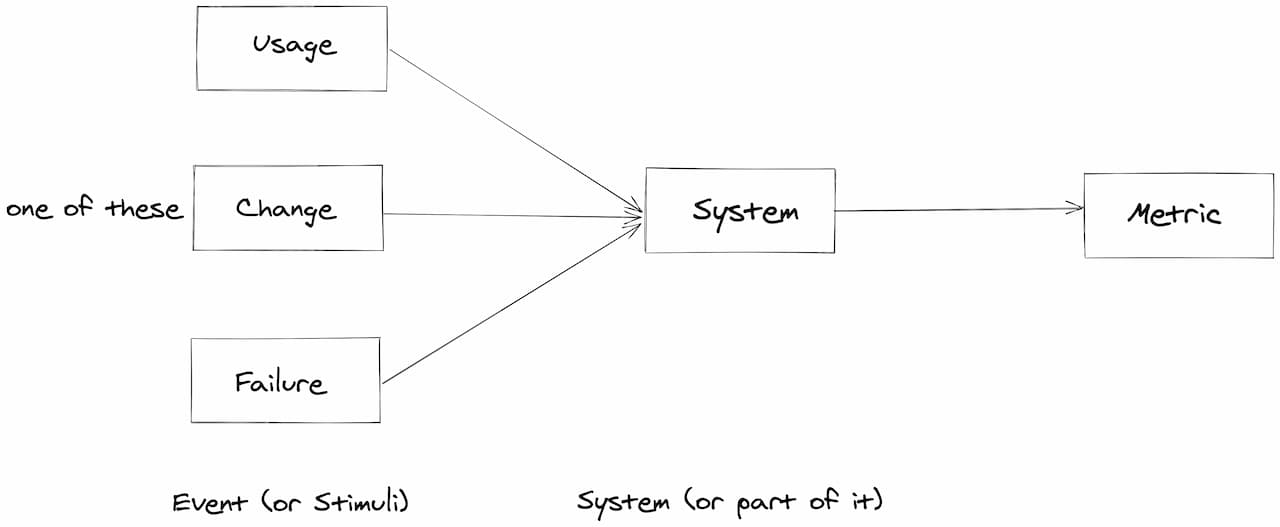 Usage
one of these
Change
System
Metric
Failure
Event (or Stimuli)
System (or part of it)